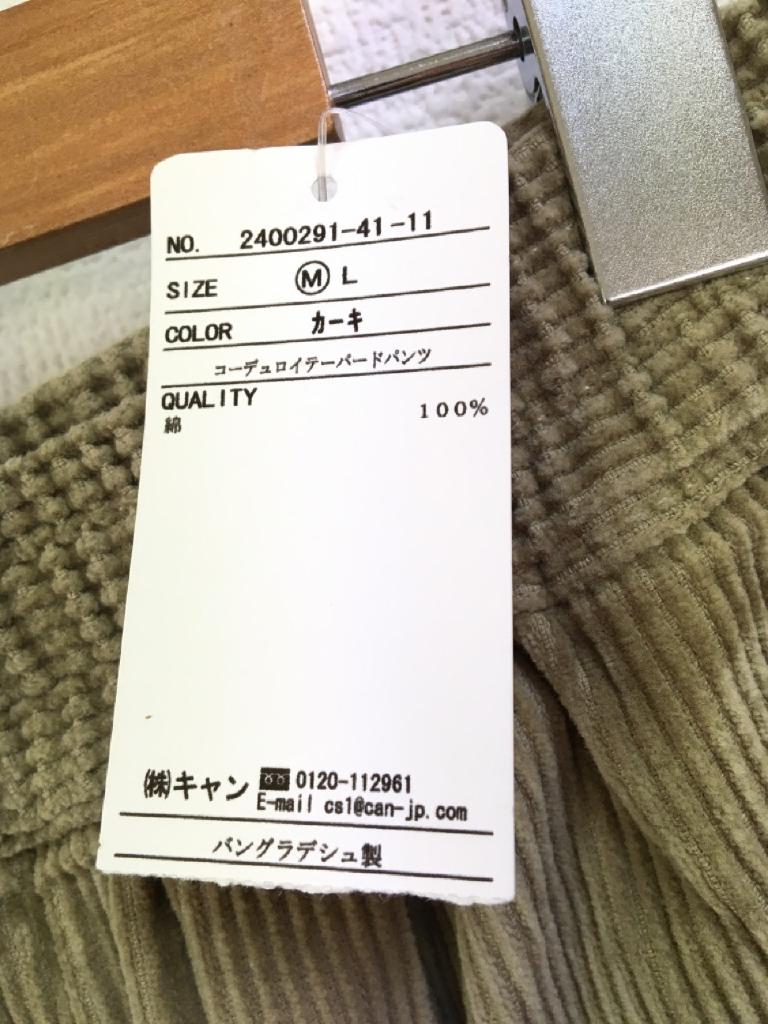 NO. 2400291-41-11
SIZE Ⓜ L
COLOR カーキ
コーデュロイテーパードパンツ
QUALITY
綿 100%
㈱キャン 0120-112961
E-mail cs1@can-jp.com
バングラデシュ製